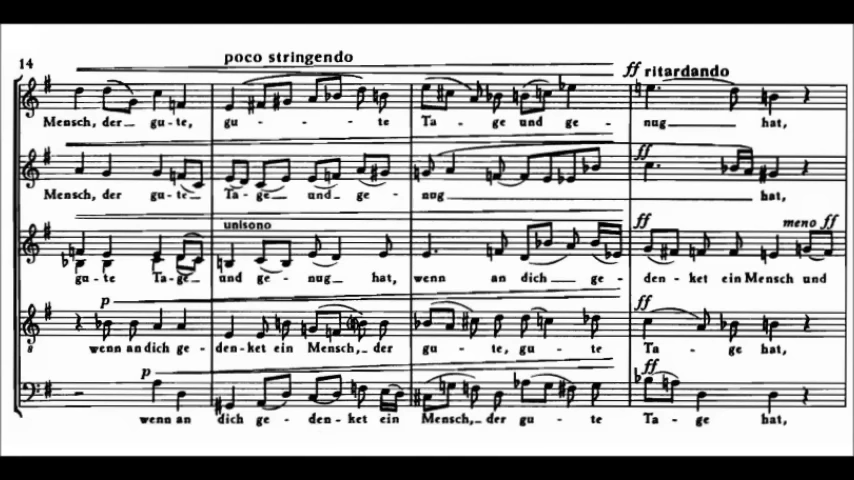 14
poco stringendo
ff ritardando
Mensch, der gu-te, gu - - - te Ta - ge und ge - nug hat,
ff
Mensch, der gu-te Ta-ge und ge - nug hat,
unisono
ff
meno ff
gu-te Ta-ge und ge-nug hat, wenn an dich ge - den-ket ein Mensch und
p
ff
8
wenn an dich ge - den-ket ein Mensch, der gu - te, gu-te Ta - ge hat,
p
ff
wenn an dich ge - den-ket ein Mensch, der gu - te Ta - ge hat,